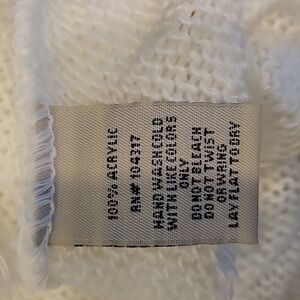 100% ACRYLIC
RN# 104317
HAND WASH COLD
WITH LIKE COLORS
ONLY
DO NOT BLEACH
DO NOT TWIST
OR WRING
LAY FLAT TO DRY